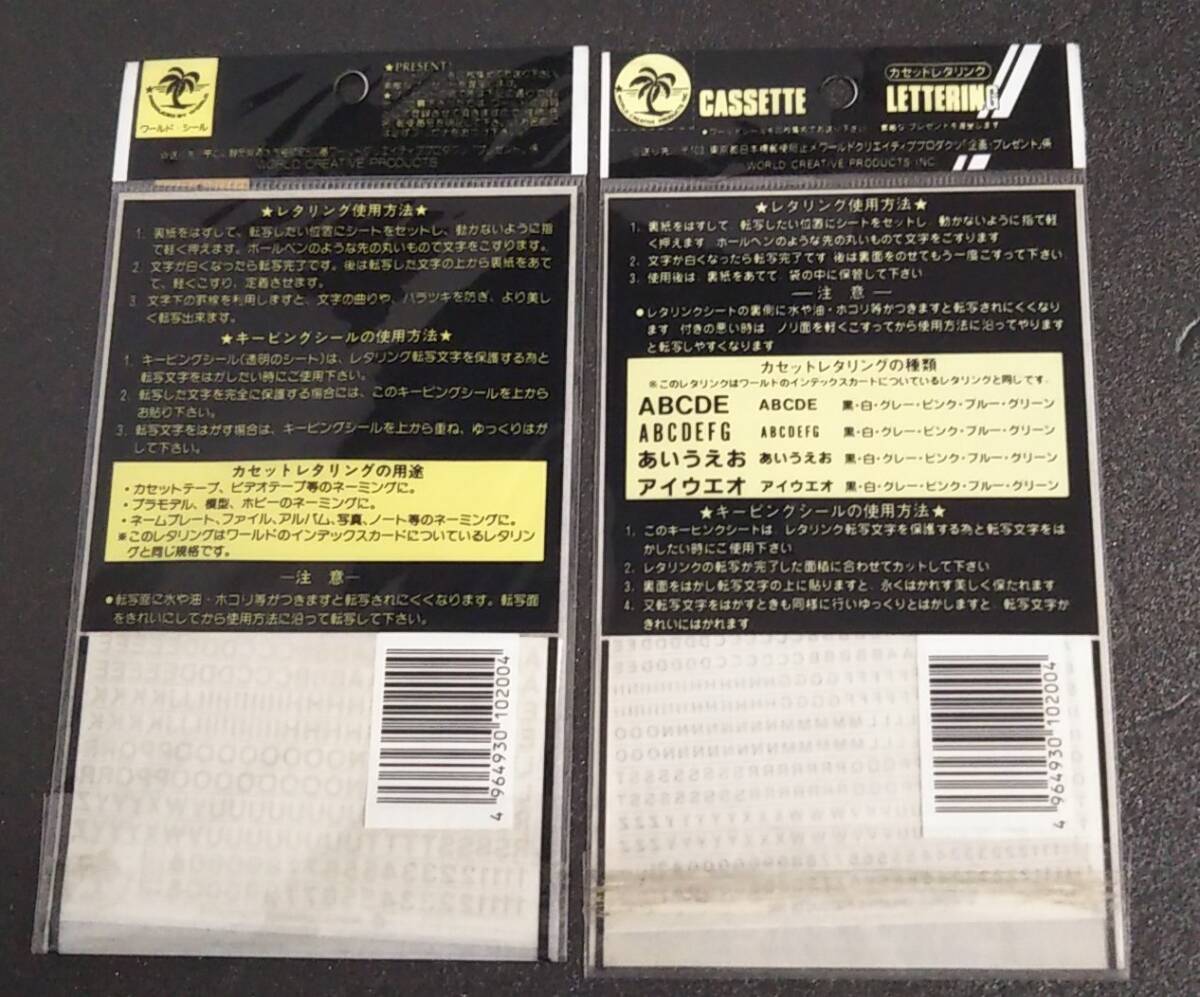 ★PRESENT!
ワールド・シール
WORLD CREATIVE PRODUCTS
★レタリング使用方法★
1. 裏紙をはずして、転写したい位置にシートをセットし、動かないように指
で軽く押えます。ボールペンのような先の丸いもので文字をこすります。
2. 文字が白くなったら転写完了です。後は転写した文字の上から裏紙をあて
て、軽くこすり、定着させます。
3. 文字下の罫線を利用しますと、文字の曲りや、バラツキを防ぎ、より美し
く転写出来ます。
★キーピングシールの使用方法★
1. キーピングシール(透明のシート)は、レタリング転写文字を保護する為と
転写文字をはがしたい時にご使用下さい。
2. 転写した文字を完全に保護する場合には、このキーピングシールを上から
お貼り下さい。
3. 転写文字をはがす場合は、キーピングシールを上から重ね、ゆっくりはが
して下さい。
カセットレタリングの用途
・カセットテープ、ビデオテープ等のネーミングに。
・プラモデル、模型、ホビーのネーミングに。
・ネームプレート、ファイル、アルバム、写真、ノート等のネーミングに。
※このレタリングはワールドのインデックスカードについているレタリン
グと同じ規格です。
—注 意—
●転写面に水や油・ホコリ等がつきますと転写されにくくなります。転写面
をきれいにしてから使用方法に沿って転写して下さい。
4 964930 102004
CASSETTE
カセットレタリング
LETTERING
WORLD CREATIVE PRODUCTS INC.
★レタリング使用方法★
1. 裏紙をはずして、転写したい位置にシートをセットし、動かないように指で軽
く押えます ボールペンのような先の丸いもので文字をこすります
2. 文字が白くなったら転写完了です 後は裏面をのせてもう一度こすって下さい
3. 使用後は 裏紙をあてて 袋の中に保管して下さい
—注 意—
●レタリングシートの裏側に水や油・ホコリ等がつきますと転写されにくくなり
ます 付きの悪い時は ノリ面を軽くこすってから使用方法に沿ってやります
と転写しやすくなります
カセットレタリングの種類
※このレタリングはワールドのインデックスカードについているレタリングと同じです.
ABCDE ABCDE 黒・白・グレー・ピンク・ブルー・グリーン
ABCDEFG ABCDEFG 黒・白・グレー・ピンク・ブルー・グリーン
あいうえお あいうえお 黒・白・グレー・ピンク・ブルー・グリーン
アイウエオ アイウエオ 黒・白・グレー・ピンク・ブルー・グリーン
★キーピングシールの使用方法★
1. このキーピングシートは、レタリング転写文字を保護する為と転写文字をは
がしたい時にご使用下さい
2. レタリングの転写が完了した面積に合わせてカットして下さい
3. 裏面をはがし転写文字の上に貼りますと、永くはがれず美しく保たれます
4. 又転写文字をはがすときも同様に行いゆっくりとはがしますと 転写文字が
きれいにはがれます
4 964930 102004